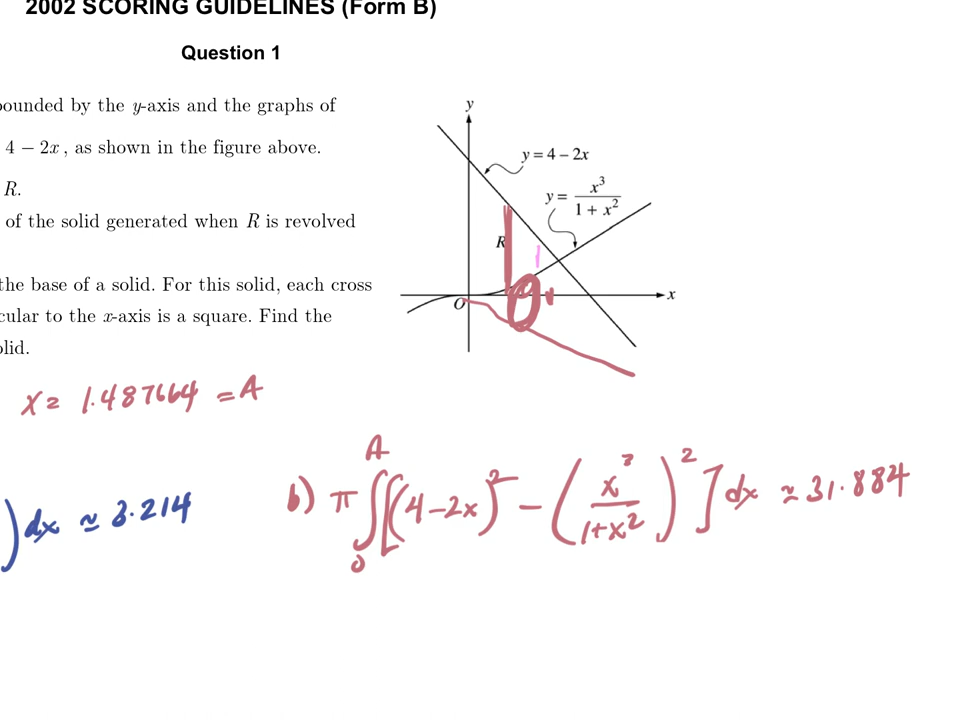 2002 SCORING GUIDELINES (Form B)
Question 1
bounded by the y-axis and the graphs of
4 − 2x, as shown in the figure above.
R.
of the solid generated when R is revolved
the base of a solid. For this solid, each cross
cular to the x-axis is a square. Find the
lid.
y
y = 4 − 2x
y = x³/(1 + x²)
R
O
x
x = 1.487664 = A
) dx ≈ 3.214
b) π ∫₀ᴬ [(4−2x)² − (x³/(1+x²))²] dx ≈ 31.884